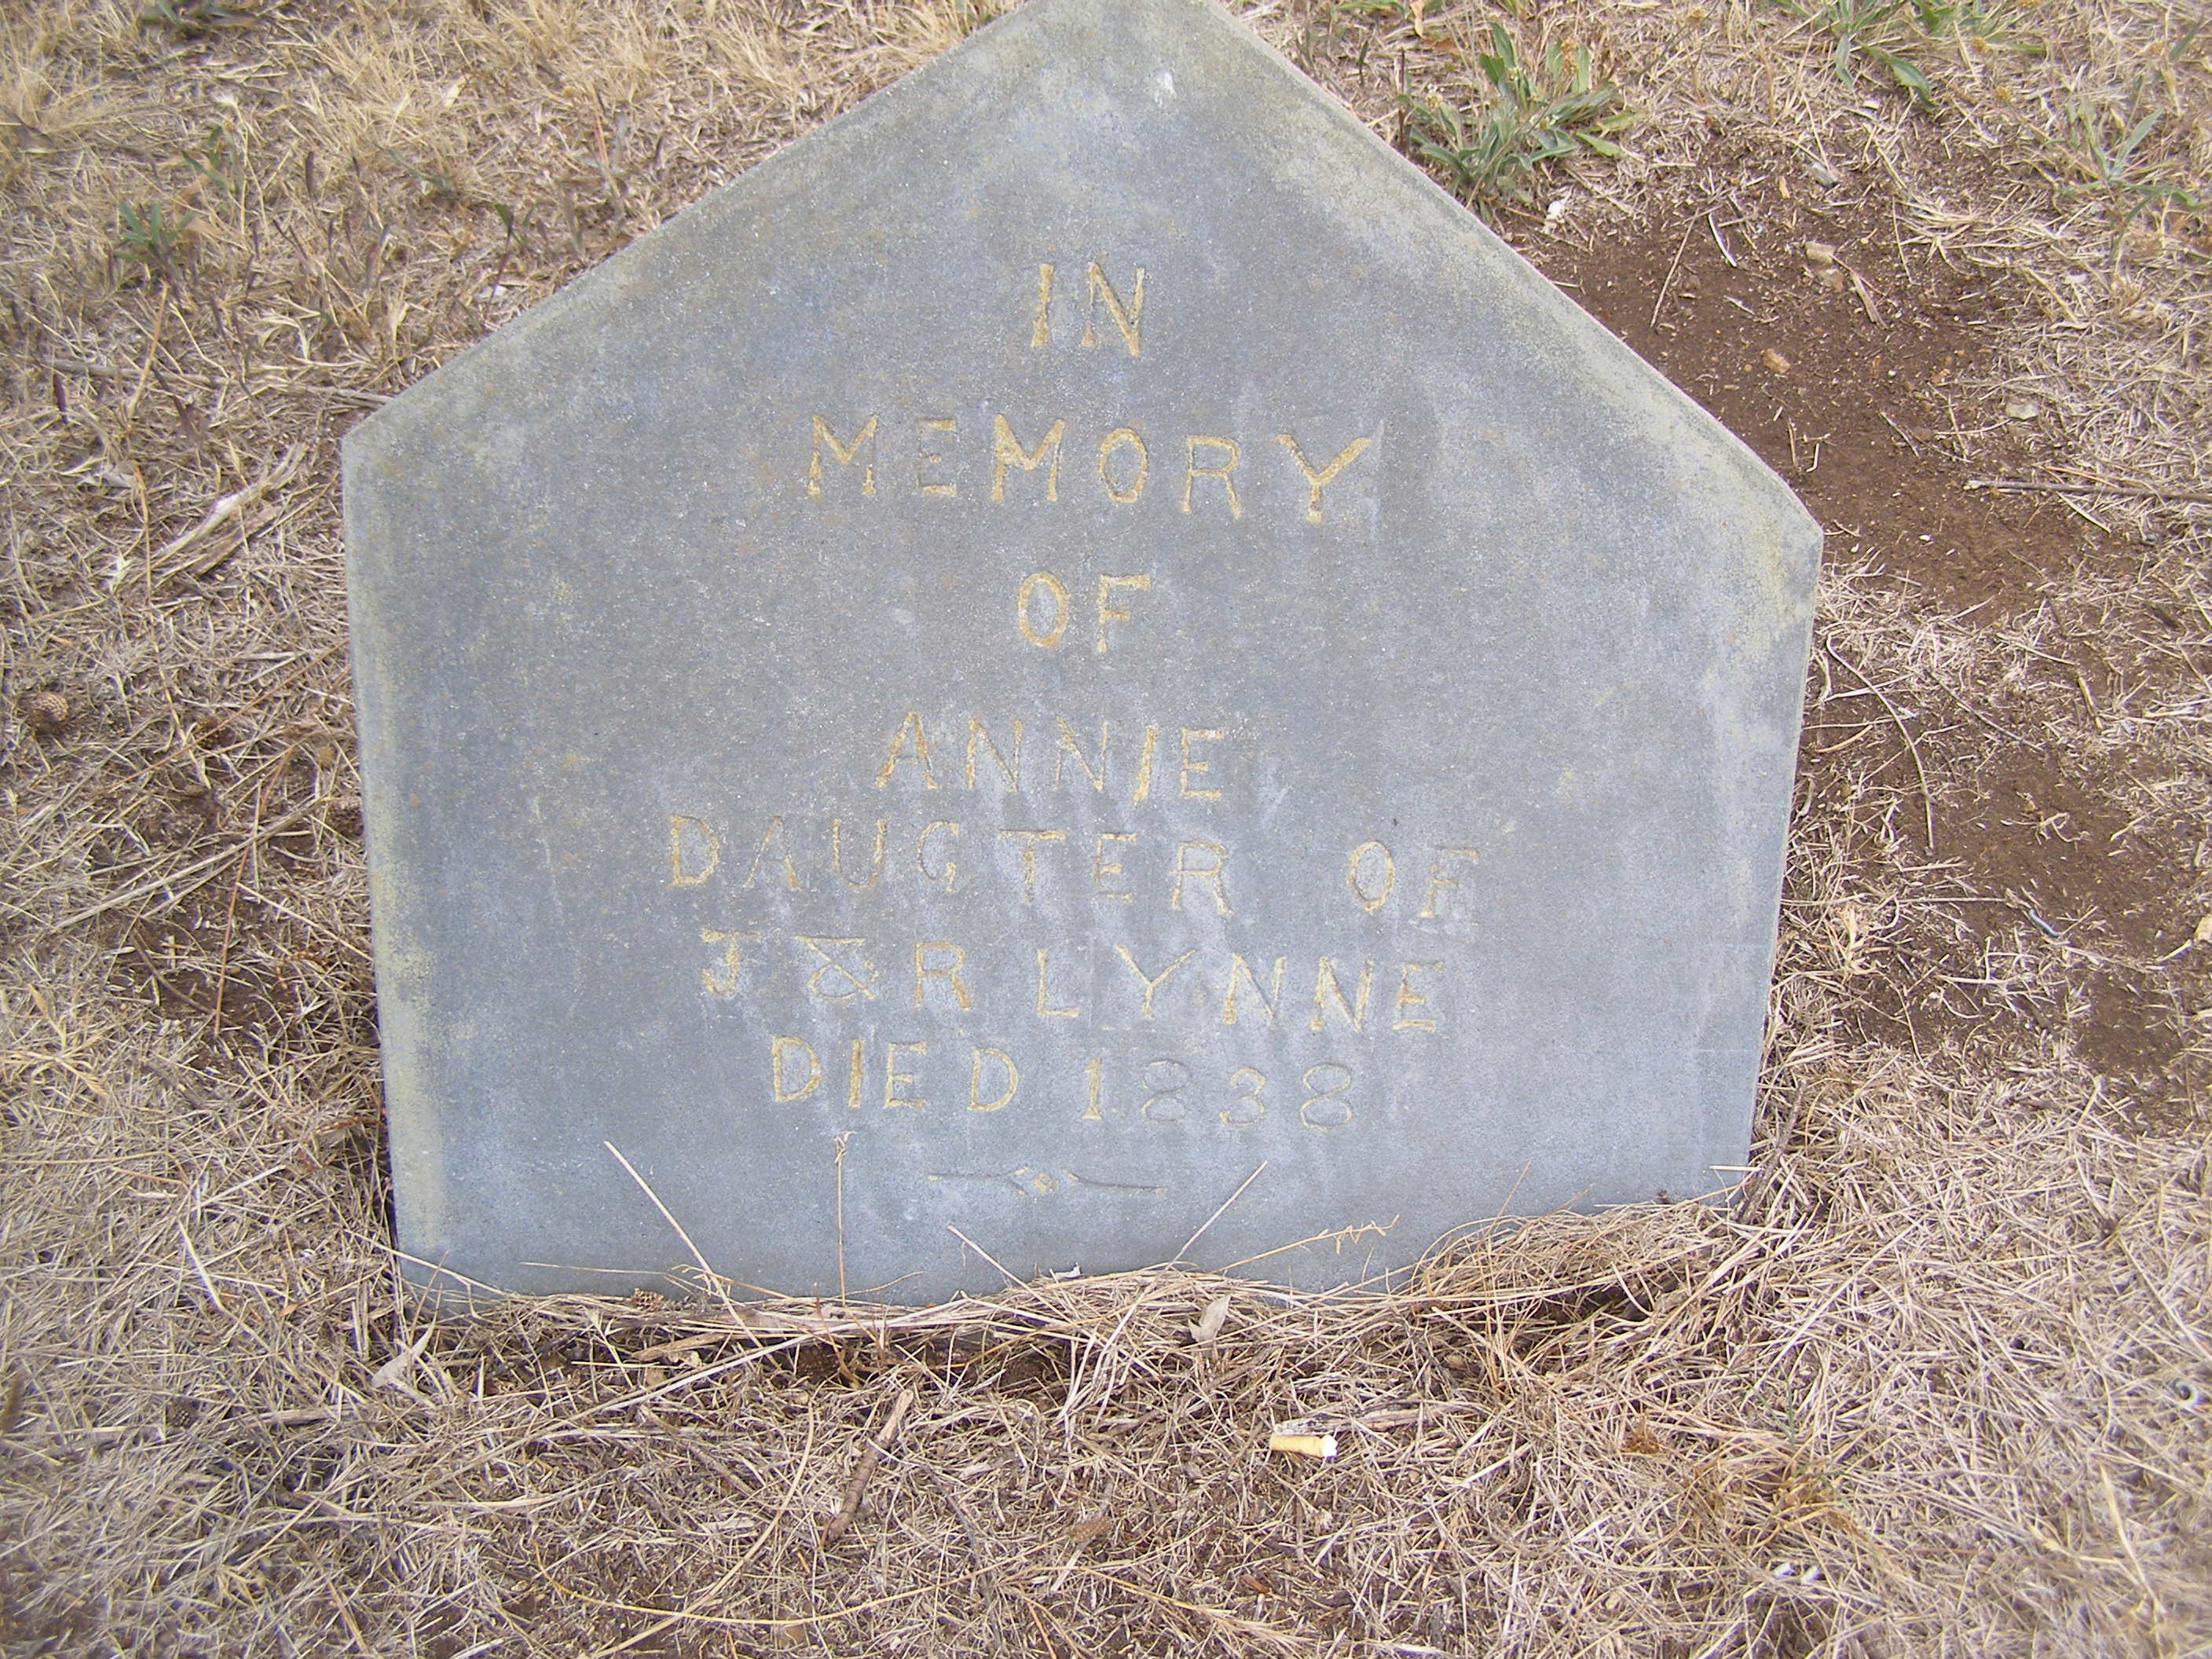 IN
MEMORY
OF
ANNIE
DAUGTER OF
J & R LYNNE
DIED 1838